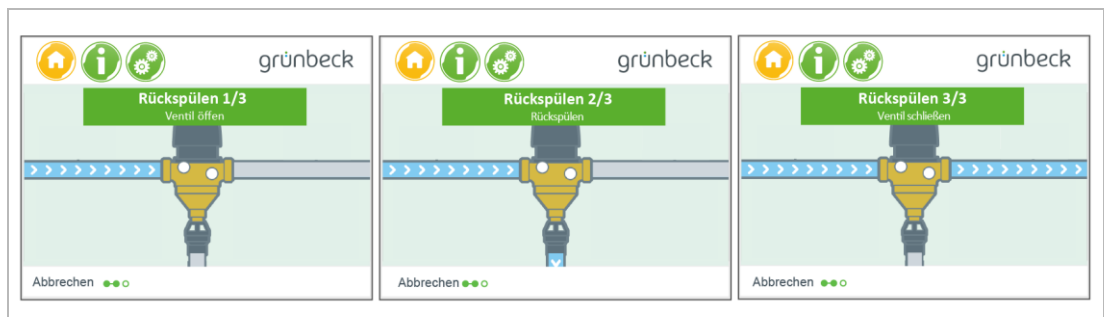 grünbeck
Rückspülen 1/3
Ventil öffen
Abbrechen
grünbeck
Rückspülen 2/3
Rückspülen
Abbrechen
grünbeck
Rückspülen 3/3
Ventil schließen
Abbrechen